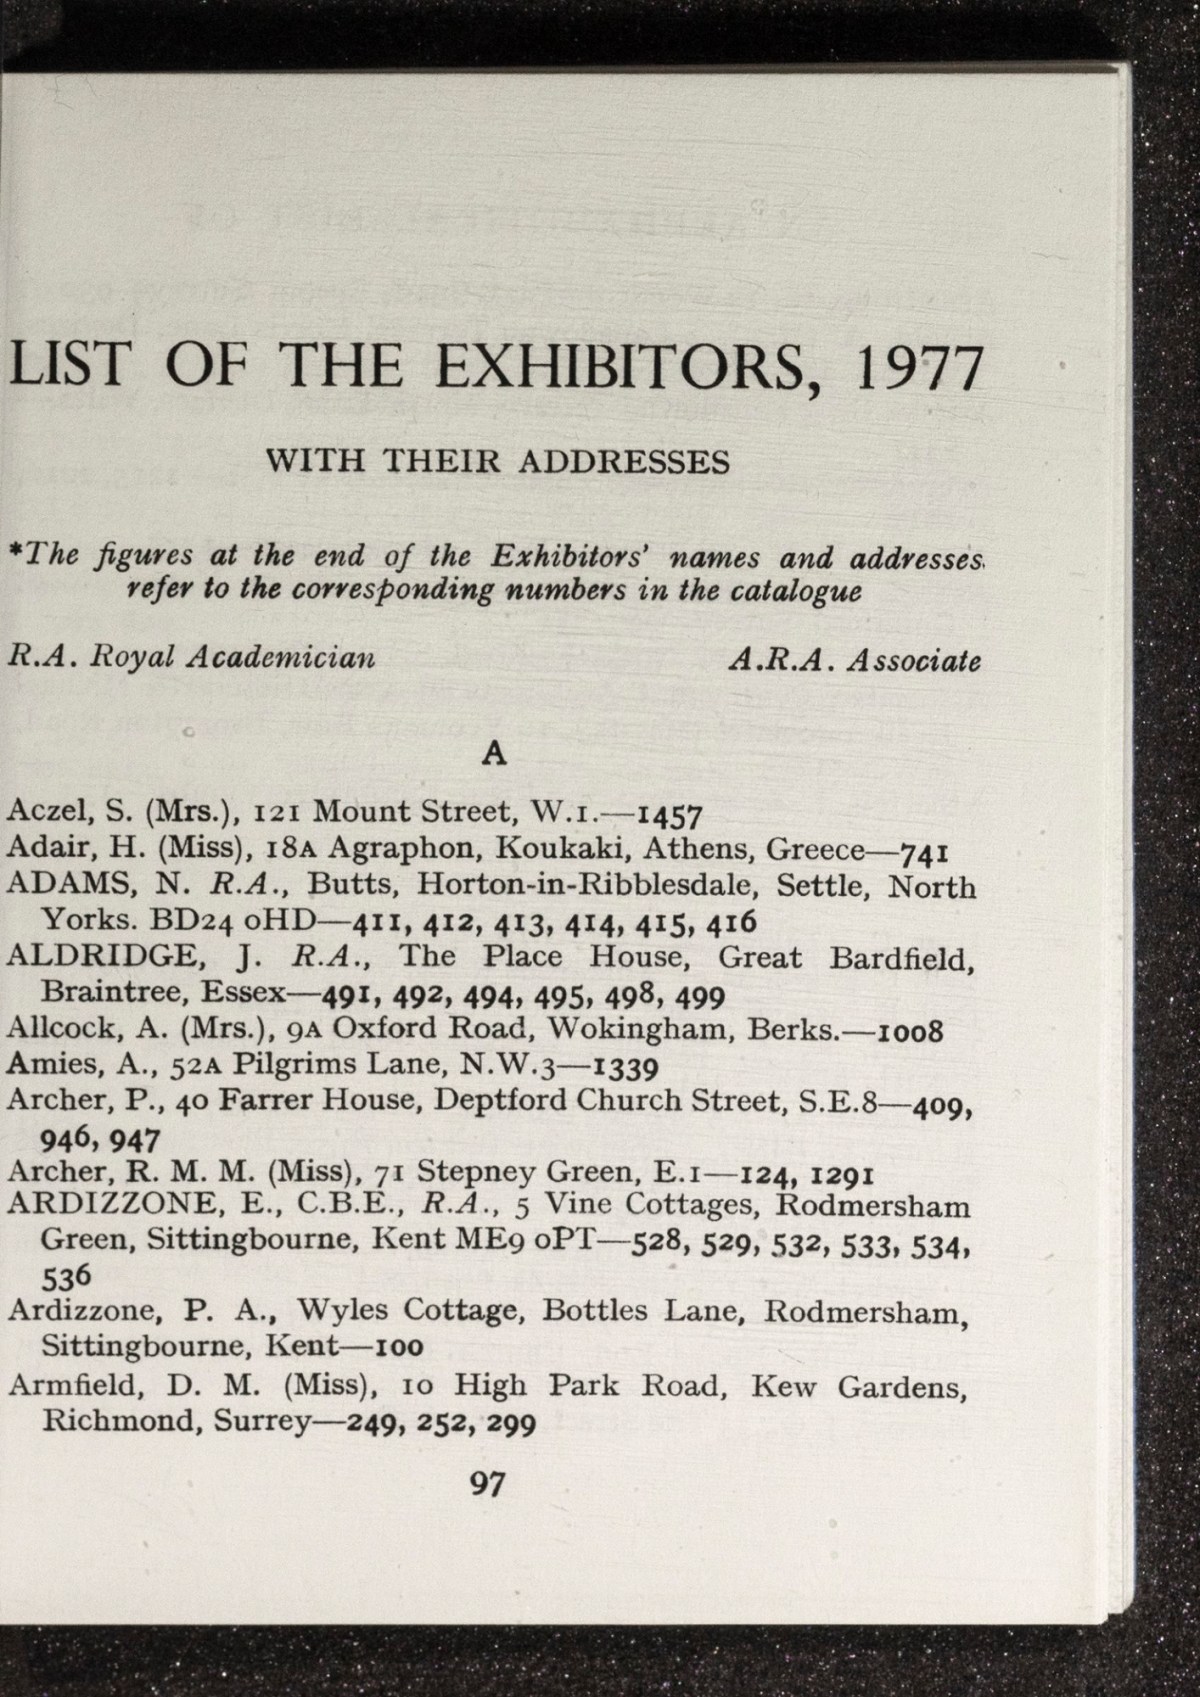 LIST OF THE EXHIBITORS, 1977
WITH THEIR ADDRESSES
*The figures at the end of the Exhibitors' names and addresses.
refer to the corresponding numbers in the catalogue
R.A. Royal Academician A.R.A. Associate
A
Aczel, S. (Mrs.), 121 Mount Street, W.1.—1457
Adair, H. (Miss), 18A Agraphon, Koukaki, Athens, Greece—741
ADAMS, N. R.A., Butts, Horton-in-Ribblesdale, Settle, North
Yorks. BD24 0HD—411, 412, 413, 414, 415, 416
ALDRIDGE, J. R.A., The Place House, Great Bardfield,
Braintree, Essex—491, 492, 494, 495, 498, 499
Allcock, A. (Mrs.), 9A Oxford Road, Wokingham, Berks.—1008
Amies, A., 52A Pilgrims Lane, N.W.3—1339
Archer, P., 40 Farrer House, Deptford Church Street, S.E.8—409,
946, 947
Archer, R. M. M. (Miss), 71 Stepney Green, E.1—124, 1291
ARDIZZONE, E., C.B.E., R.A., 5 Vine Cottages, Rodmersham
Green, Sittingbourne, Kent ME9 0PT—528, 529, 532, 533, 534,
536
Ardizzone, P. A., Wyles Cottage, Bottles Lane, Rodmersham,
Sittingbourne, Kent—100
Armfield, D. M. (Miss), 10 High Park Road, Kew Gardens,
Richmond, Surrey—249, 252, 299
97